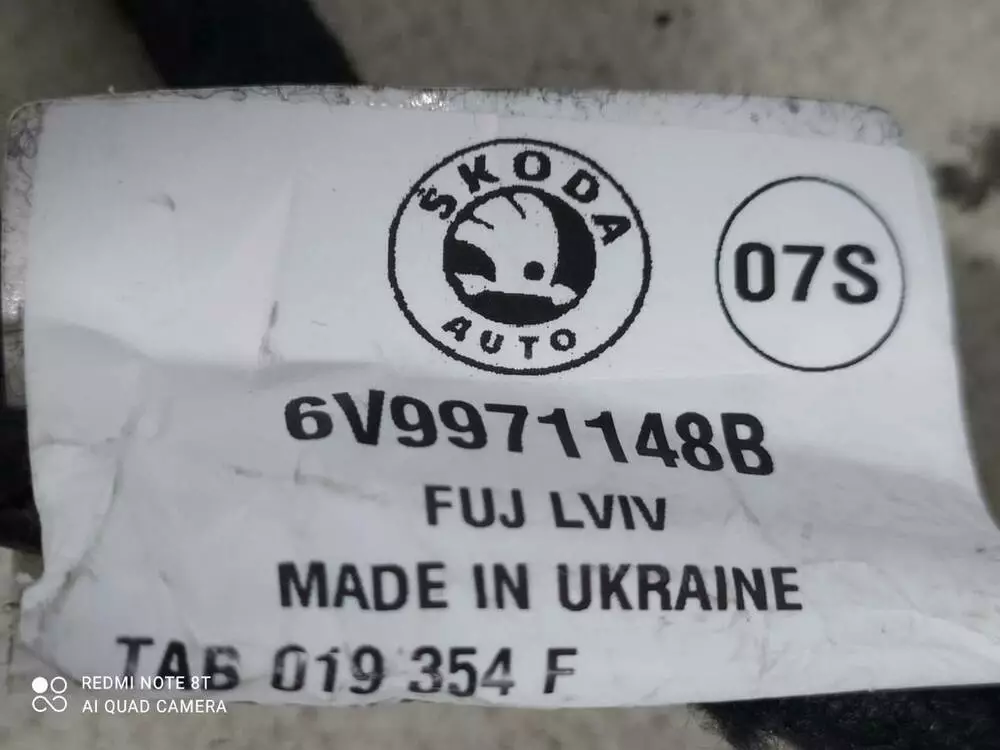 ŠKODA
AUTO
07S
6V9971148B
FUJ LVIV
MADE IN UKRAINE
TAB 019 354 F
REDMI NOTE 8T
AI QUAD CAMERA